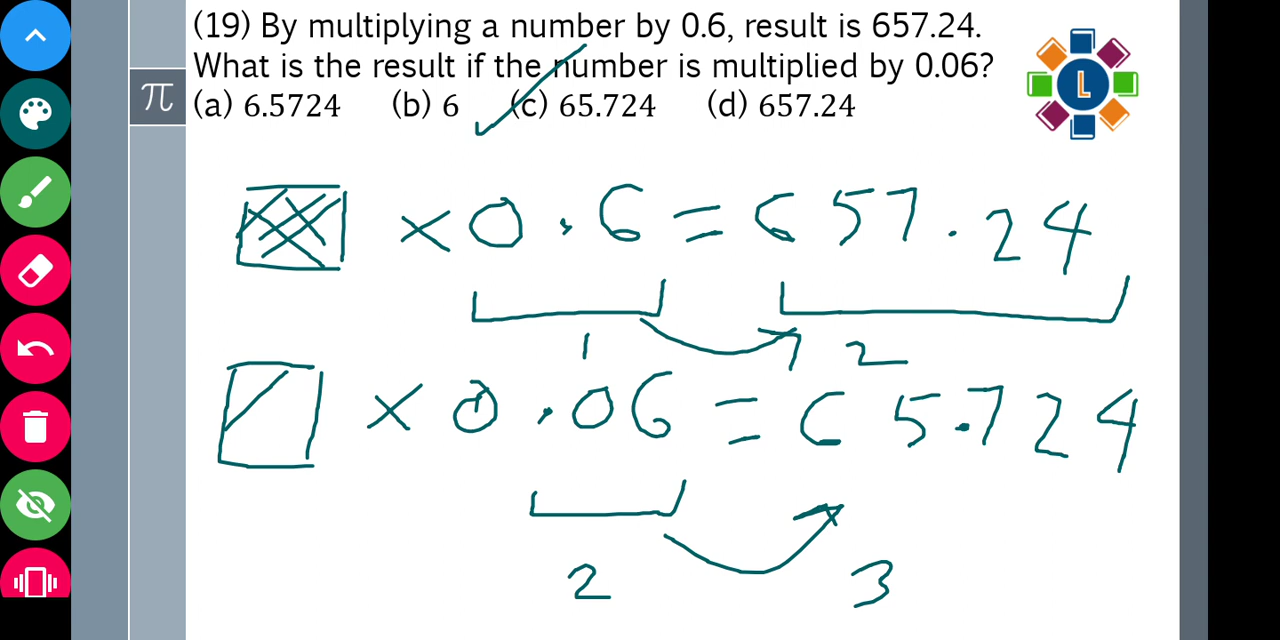 (19) By multiplying a number by 0.6, result is 657.24.
What is the result if the number is multiplied by 0.06?
π
(a) 6.5724 (b) 6 (c) 65.724 (d) 657.24
L
× 0.6 = 657.24
1 2
× 0.06 = 65.724
2 3